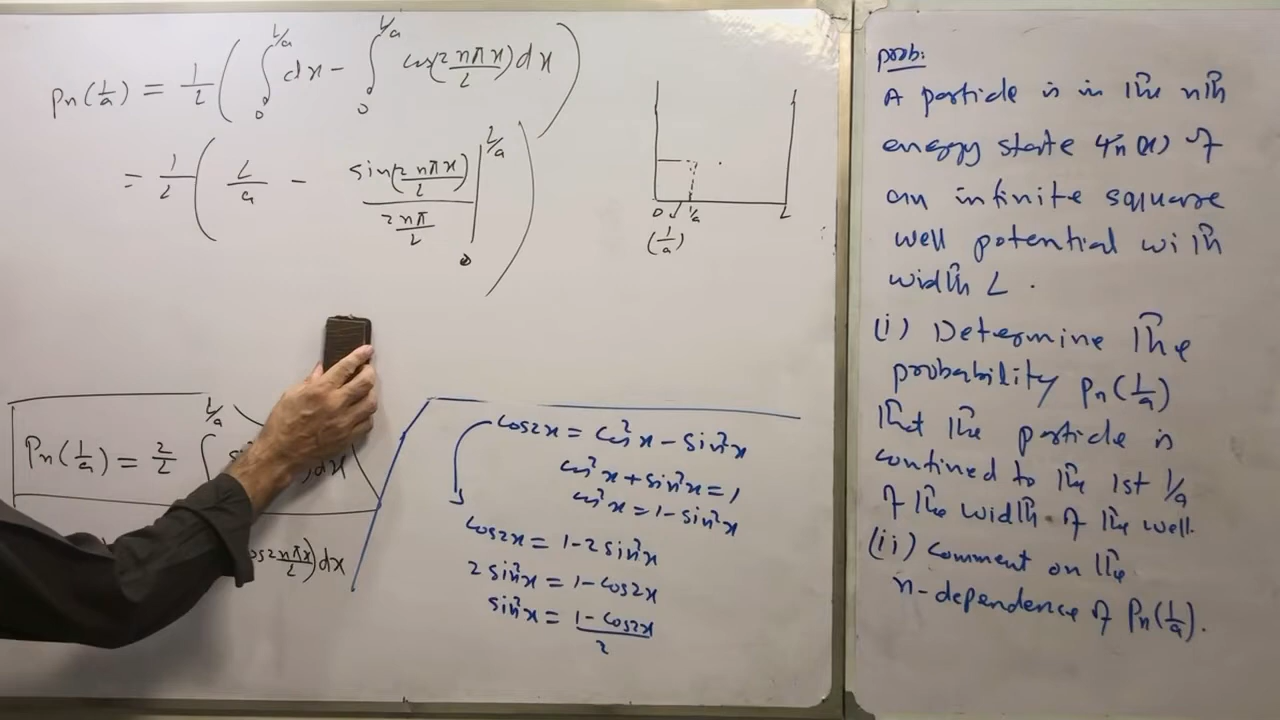 Pn(1/a) = 1/L ( ∫₀^{L/a} dx - ∫₀^{L/a} cos(2nπx/L) dx )
= 1/L ( L/a - sin(2nπx/L) / (2nπ/L) |₀^{L/a} )
0 L/a L
(1/a)
Pn(1/a) = 2/L ∫^{L/a} dx
cos2nπx/L) dx
cos2x = cos²x - sin²x
cos²x + sin²x = 1
cos²x = 1 - sin²x
cos2x = 1 - 2 sin²x
2 sin²x = 1 - cos2x
sin²x = (1 - cos2x)/2
prob:
A particle is in the nth
energy state ψn(x) of
an infinite square
well potential with
width L.
(i) Determine the
probability Pn(1/a)
that the particle is
confined to the 1st 1/a
of the width of the well.
(ii) comment on the
n-dependence of Pn(1/a).